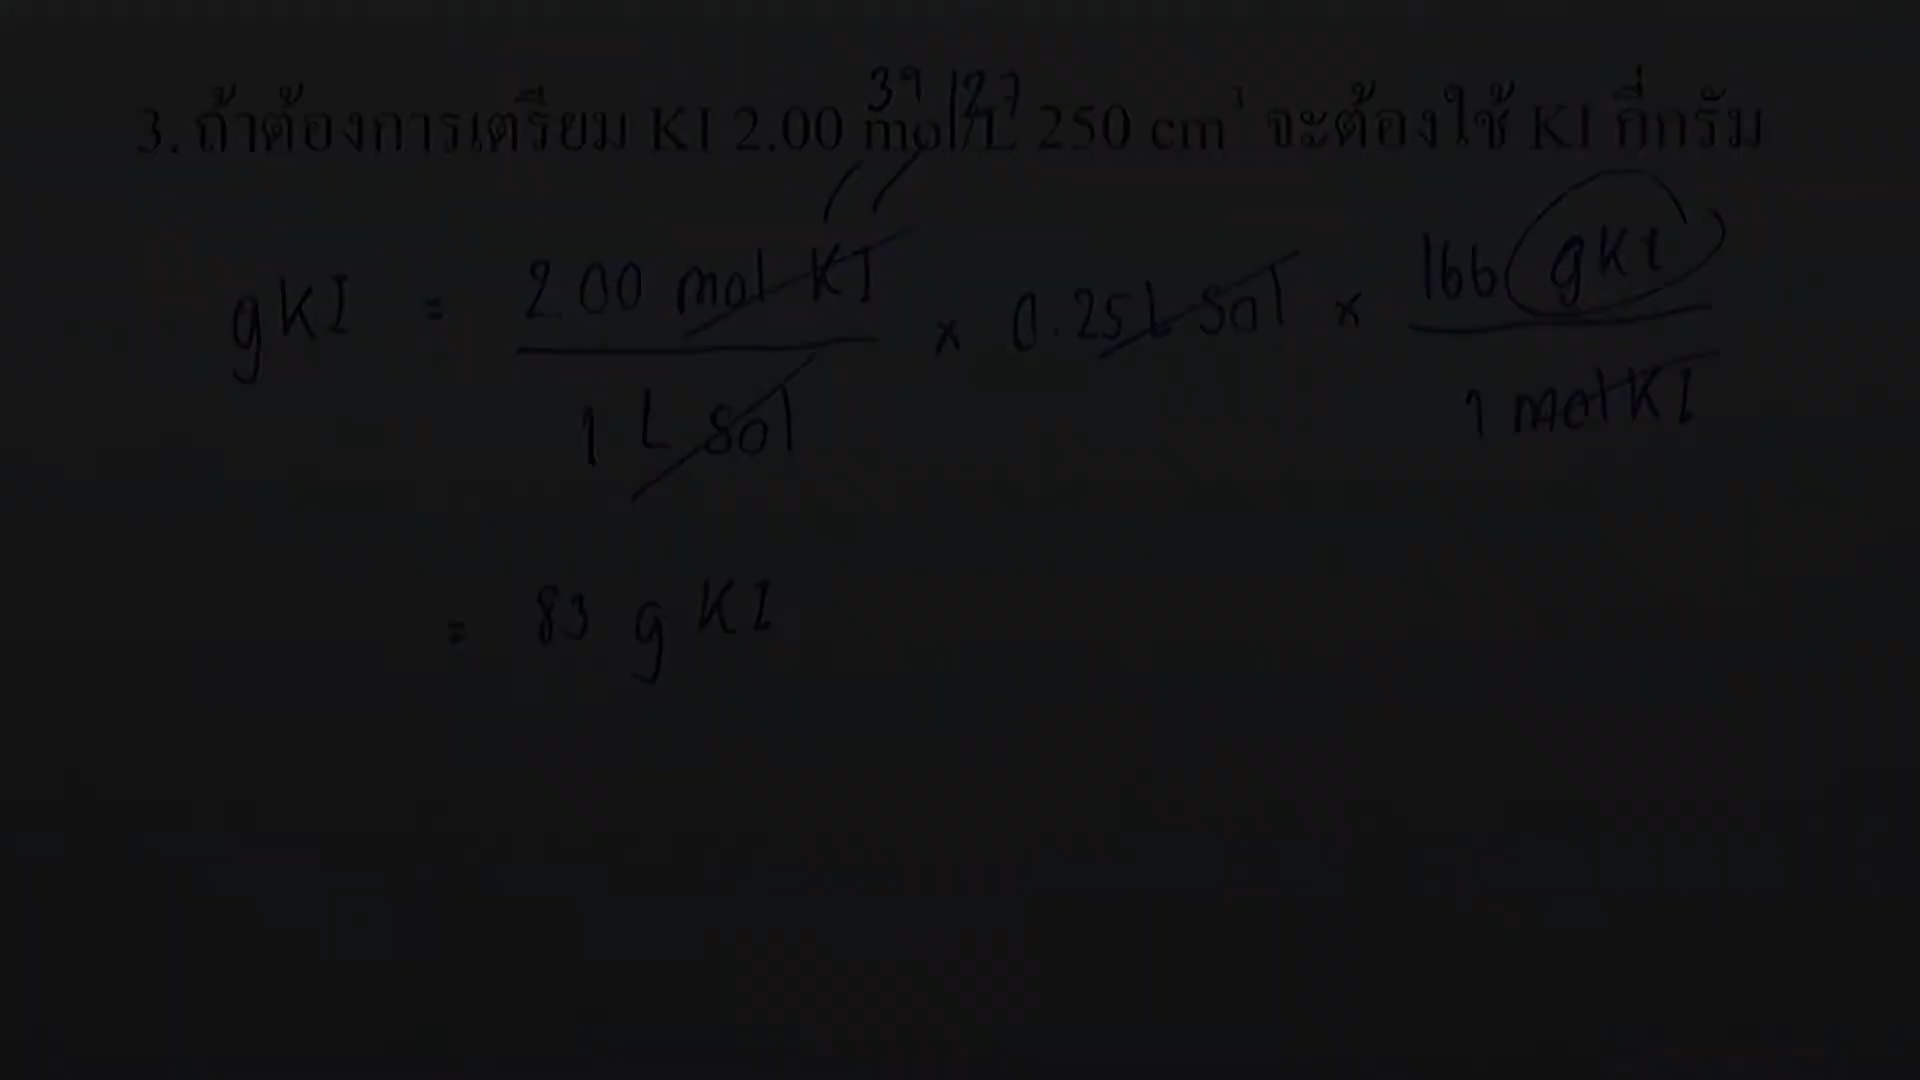 39 127
3. ถ้าต้องการเตรียม KI 2.00 mol/L 250 cm³ จะต้องใช้ KI กี่กรัม
gKI = 2.00 mol KI / 1 L Sol × 0.25 L Sol × 166 gKI / 1 mol KI
= 83 g KI